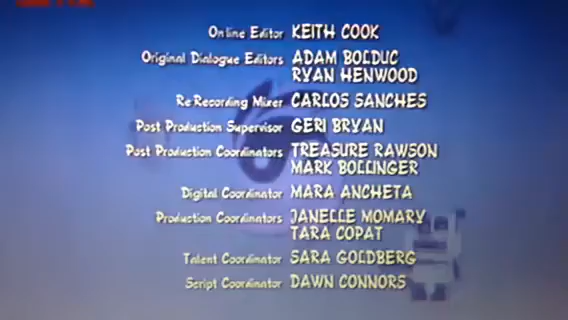 Online Editor KEITH COOK
Original Dialogue Editors ADAM BOLDUC
RYAN HENWOOD
Re Recording Mixer CARLOS SANCHES
Post Production Supervisor GERI BRYAN
Post Production Coordinators TREASURE RAWSON
MARK BOLLINGER
Digital Coordinator MARA ANCHETA
Production Coordinators JANELLE MOMARY
TARA COPAT
Talent Coordinator SARA GOLDBERG
Script Coordinator DAWN CONNORS